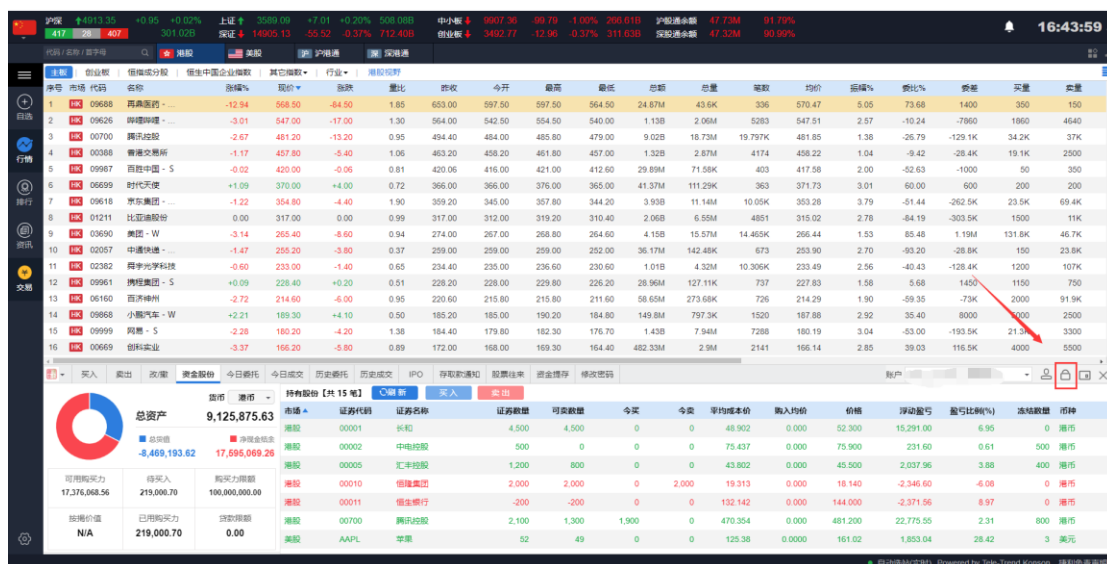 沪深 4913.35 +0.95 +0.02% 上证 3589.09 +7.01 +0.20% 508.08B 中小板 9907.36 -99.79 -1.00% 266.61B 沪股通余额 47.73M 91.79%
417 28 407 301.02B 深证 14905.13 -55.52 -0.37% 712.40B 创业板 3492.77 -12.96 -0.37% 311.63B 深股通余额 47.32M 90.99%
16:43:59
代码 / 名称 / 首字母 港股 美股 沪 沪港通 深 深港通
主板 创业板 恒指成分股 恒生中国企业指数 其它指数 行业 港股视野
序号 市场 代码 名称 涨幅% 现价 涨跌 量比 昨收 今开 最高 最低 总额 总量 笔数 均价 振幅% 委比% 委差 买量 卖量
1 HK 09688 再鼎医药 - ... -12.94 568.50 -84.50 1.85 653.00 597.50 597.50 564.50 24.87M 43.6K 336 570.47 5.05 73.68 1400 350 150
2 HK 09626 哔哩哔哩 - ... -3.01 547.00 -17.00 1.30 564.00 542.50 554.50 540.00 1.13B 2.06M 5283 547.51 2.57 -10.24 -7860 1860 4640
3 HK 00700 腾讯控股 -2.67 481.20 -13.20 0.95 494.40 484.00 485.80 479.00 9.02B 18.73M 19.797K 481.85 1.38 -26.79 -129.1K 34.2K 37K
4 HK 00388 香港交易所 -1.17 457.80 -5.40 1.06 463.20 458.20 461.80 457.00 1.32B 2.87M 4174 458.22 1.04 -9.42 -28.4K 19.1K 2500
5 HK 09987 百胜中国 - S -0.02 420.00 -0.06 0.81 420.06 416.00 421.00 412.60 29.89M 71.58K 403 417.58 2.00 -52.63 -1000 50 350
6 HK 06699 时代天使 +1.09 370.00 +4.00 0.72 366.00 366.00 376.00 365.00 41.37M 111.29K 363 371.73 3.01 60.00 600 200 200
7 HK 09618 京东集团 - ... -1.22 354.80 -4.40 1.90 359.20 345.00 357.80 344.20 3.93B 11.14M 10.05K 353.28 3.79 -51.44 -262.5K 23.5K 69.4K
8 HK 01211 比亚迪股份 0.00 317.00 0.00 0.99 317.00 312.00 319.20 310.40 2.06B 6.55M 4851 315.02 2.78 -84.19 -303.5K 1500 11K
9 HK 03690 美团 - W -3.14 265.40 -8.60 0.94 274.00 267.00 268.80 264.60 4.15B 15.57M 14.465K 266.44 1.53 85.48 1.19M 131.8K 46.7K
10 HK 02057 中通快递 - ... -1.47 255.20 -3.80 0.37 259.00 259.00 259.00 252.00 36.17M 142.48K 673 253.90 2.70 -93.20 -28.8K 150 23.8K
11 HK 02382 舜宇光学科技 -0.60 233.00 -1.40 0.65 234.40 235.00 236.60 230.60 1.01B 4.32M 10.306K 233.49 2.56 -40.43 -128.4K 1200 107K
12 HK 09961 携程集团 - S +0.09 228.40 +0.20 0.51 228.20 228.00 229.80 226.20 28.96M 127.11K 737 227.83 1.58 5.68 1450 1150 750
13 HK 06160 百济神州 -2.72 214.60 -6.00 0.95 220.60 215.80 215.80 211.60 58.65M 273.68K 726 214.29 1.90 -59.35 -73K 2000 91.9K
14 HK 09868 小鹏汽车 - W +2.21 189.30 +4.10 0.50 185.20 185.00 190.20 184.80 149.8M 797.3K 1520 187.88 2.92 35.40 8000 5000 2500
15 HK 09999 网易 - S -2.28 180.20 -4.20 1.38 184.40 179.80 182.30 176.70 1.43B 7.94M 7288 180.19 3.04 -53.00 -193.5K 21.3K 3300
16 HK 00669 创科实业 -3.37 166.20 -5.80 0.89 172.00 168.00 169.30 164.40 482.33M 2.9M 2141 166.14 2.85 39.03 116.5K 4000 5500
自选
行情
排行
资讯
交易
买入 卖出 改/撤 资金股份 今日委托 今日成交 历史委托 历史成交 IPO 存取款通知 股票往来 资金提存 修改密码 账户
货币 港币 持有股份【共 15 笔】 刷新 买入 卖出
总资产 9,125,875.63
总买值 净现金结主
-8,469,193.62 17,595,069.26
可用购买力 待买入 购买力限额
17,376,068.56 219,000.70 100,000,000.00
按揭价值 已用购买力 贷款限额
N/A 219,000.70 0.00
市场 证券代码 证券名称 证券数量 可卖数量 今买 今卖 平均成本价 购入均价 价格 浮动盈亏 盈亏比例(%) 冻结数量 币种
港股 00001 长和 4,500 4,500 0 0 48.902 0.000 52.300 15,291.00 6.95 0 港币
港股 00002 中电控股 500 0 0 0 75.437 0.000 75.900 231.60 0.61 500 港币
港股 00005 汇丰控股 1,200 800 0 0 43.802 0.000 45.500 2,037.96 3.88 400 港币
港股 00010 恒隆集团 2,000 2,000 0 2,000 19.313 0.000 18.140 -2,346.60 -6.08 0 港币
港股 00011 恒生银行 -200 -200 0 0 132.142 0.000 144.000 -2,371.56 8.97 0 港币
港股 00700 腾讯控股 2,100 1,300 1,900 0 470.354 0.000 481.200 22,775.55 2.31 800 港币
美股 AAPL 苹果 52 49 0 0 125.38 0.0000 161.02 1,853.04 28.42 3 美元
Powered by Tele-Trend Konson